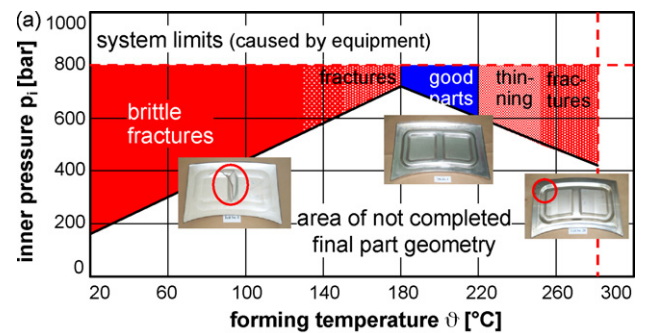 (a)
1000
800
600
400
200
0
inner pressure pᵢ [bar]
system limits (caused by equipment)
brittle
fractures
fractures
good
parts
thin-
ning
frac-
tures
area of not completed
final part geometry
20 60 100 140 180 220 260 300
forming temperature ϑ [°C]